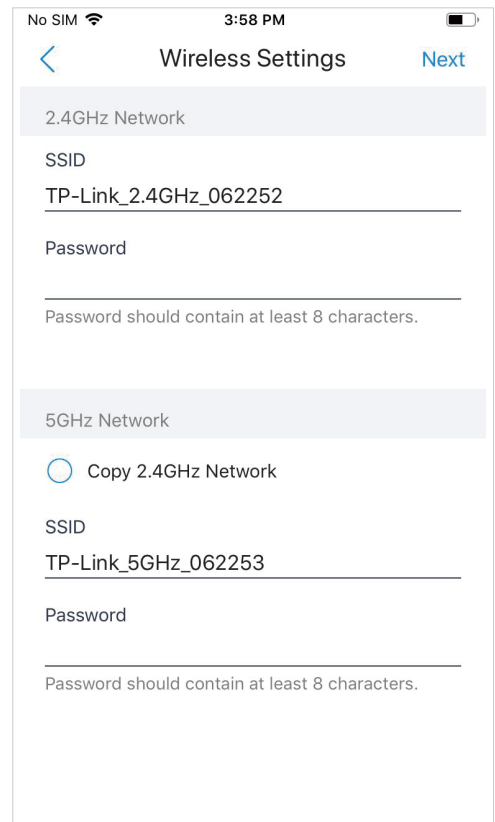 No SIM 3:58 PM
Wireless Settings Next
2.4GHz Network
SSID
TP-Link_2.4GHz_062252
Password
Password should contain at least 8 characters.
5GHz Network
Copy 2.4GHz Network
SSID
TP-Link_5GHz_062253
Password
Password should contain at least 8 characters.